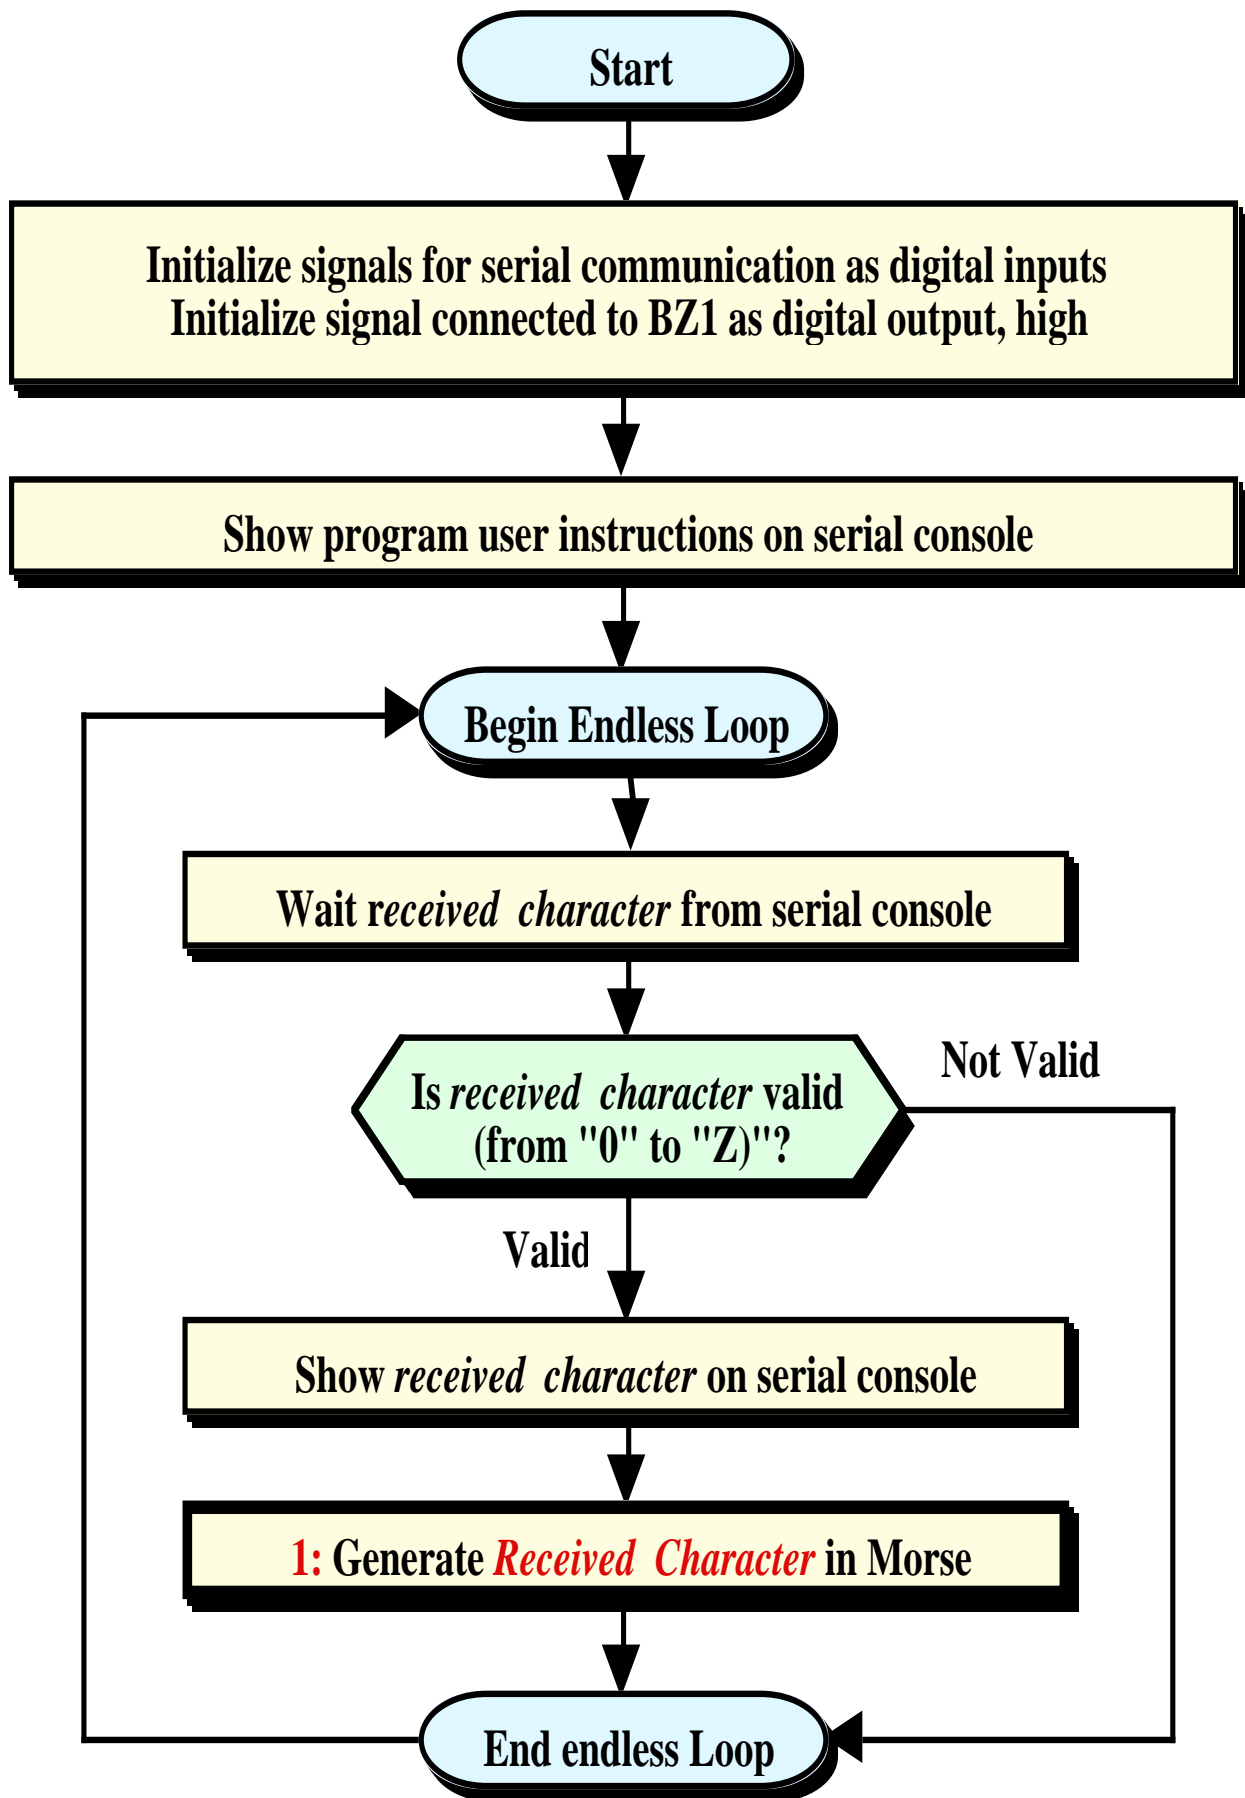 Start
Initialize signals for serial communication as digital inputs
Initialize signal connected to BZ1 as digital output, high
Show program user instructions on serial console
Begin Endless Loop
Wait received character from serial console
Is received character valid
(from "0" to "Z)"?
Not Valid
Valid
Show received character on serial console
1: Generate Received Character in Morse
End endless Loop